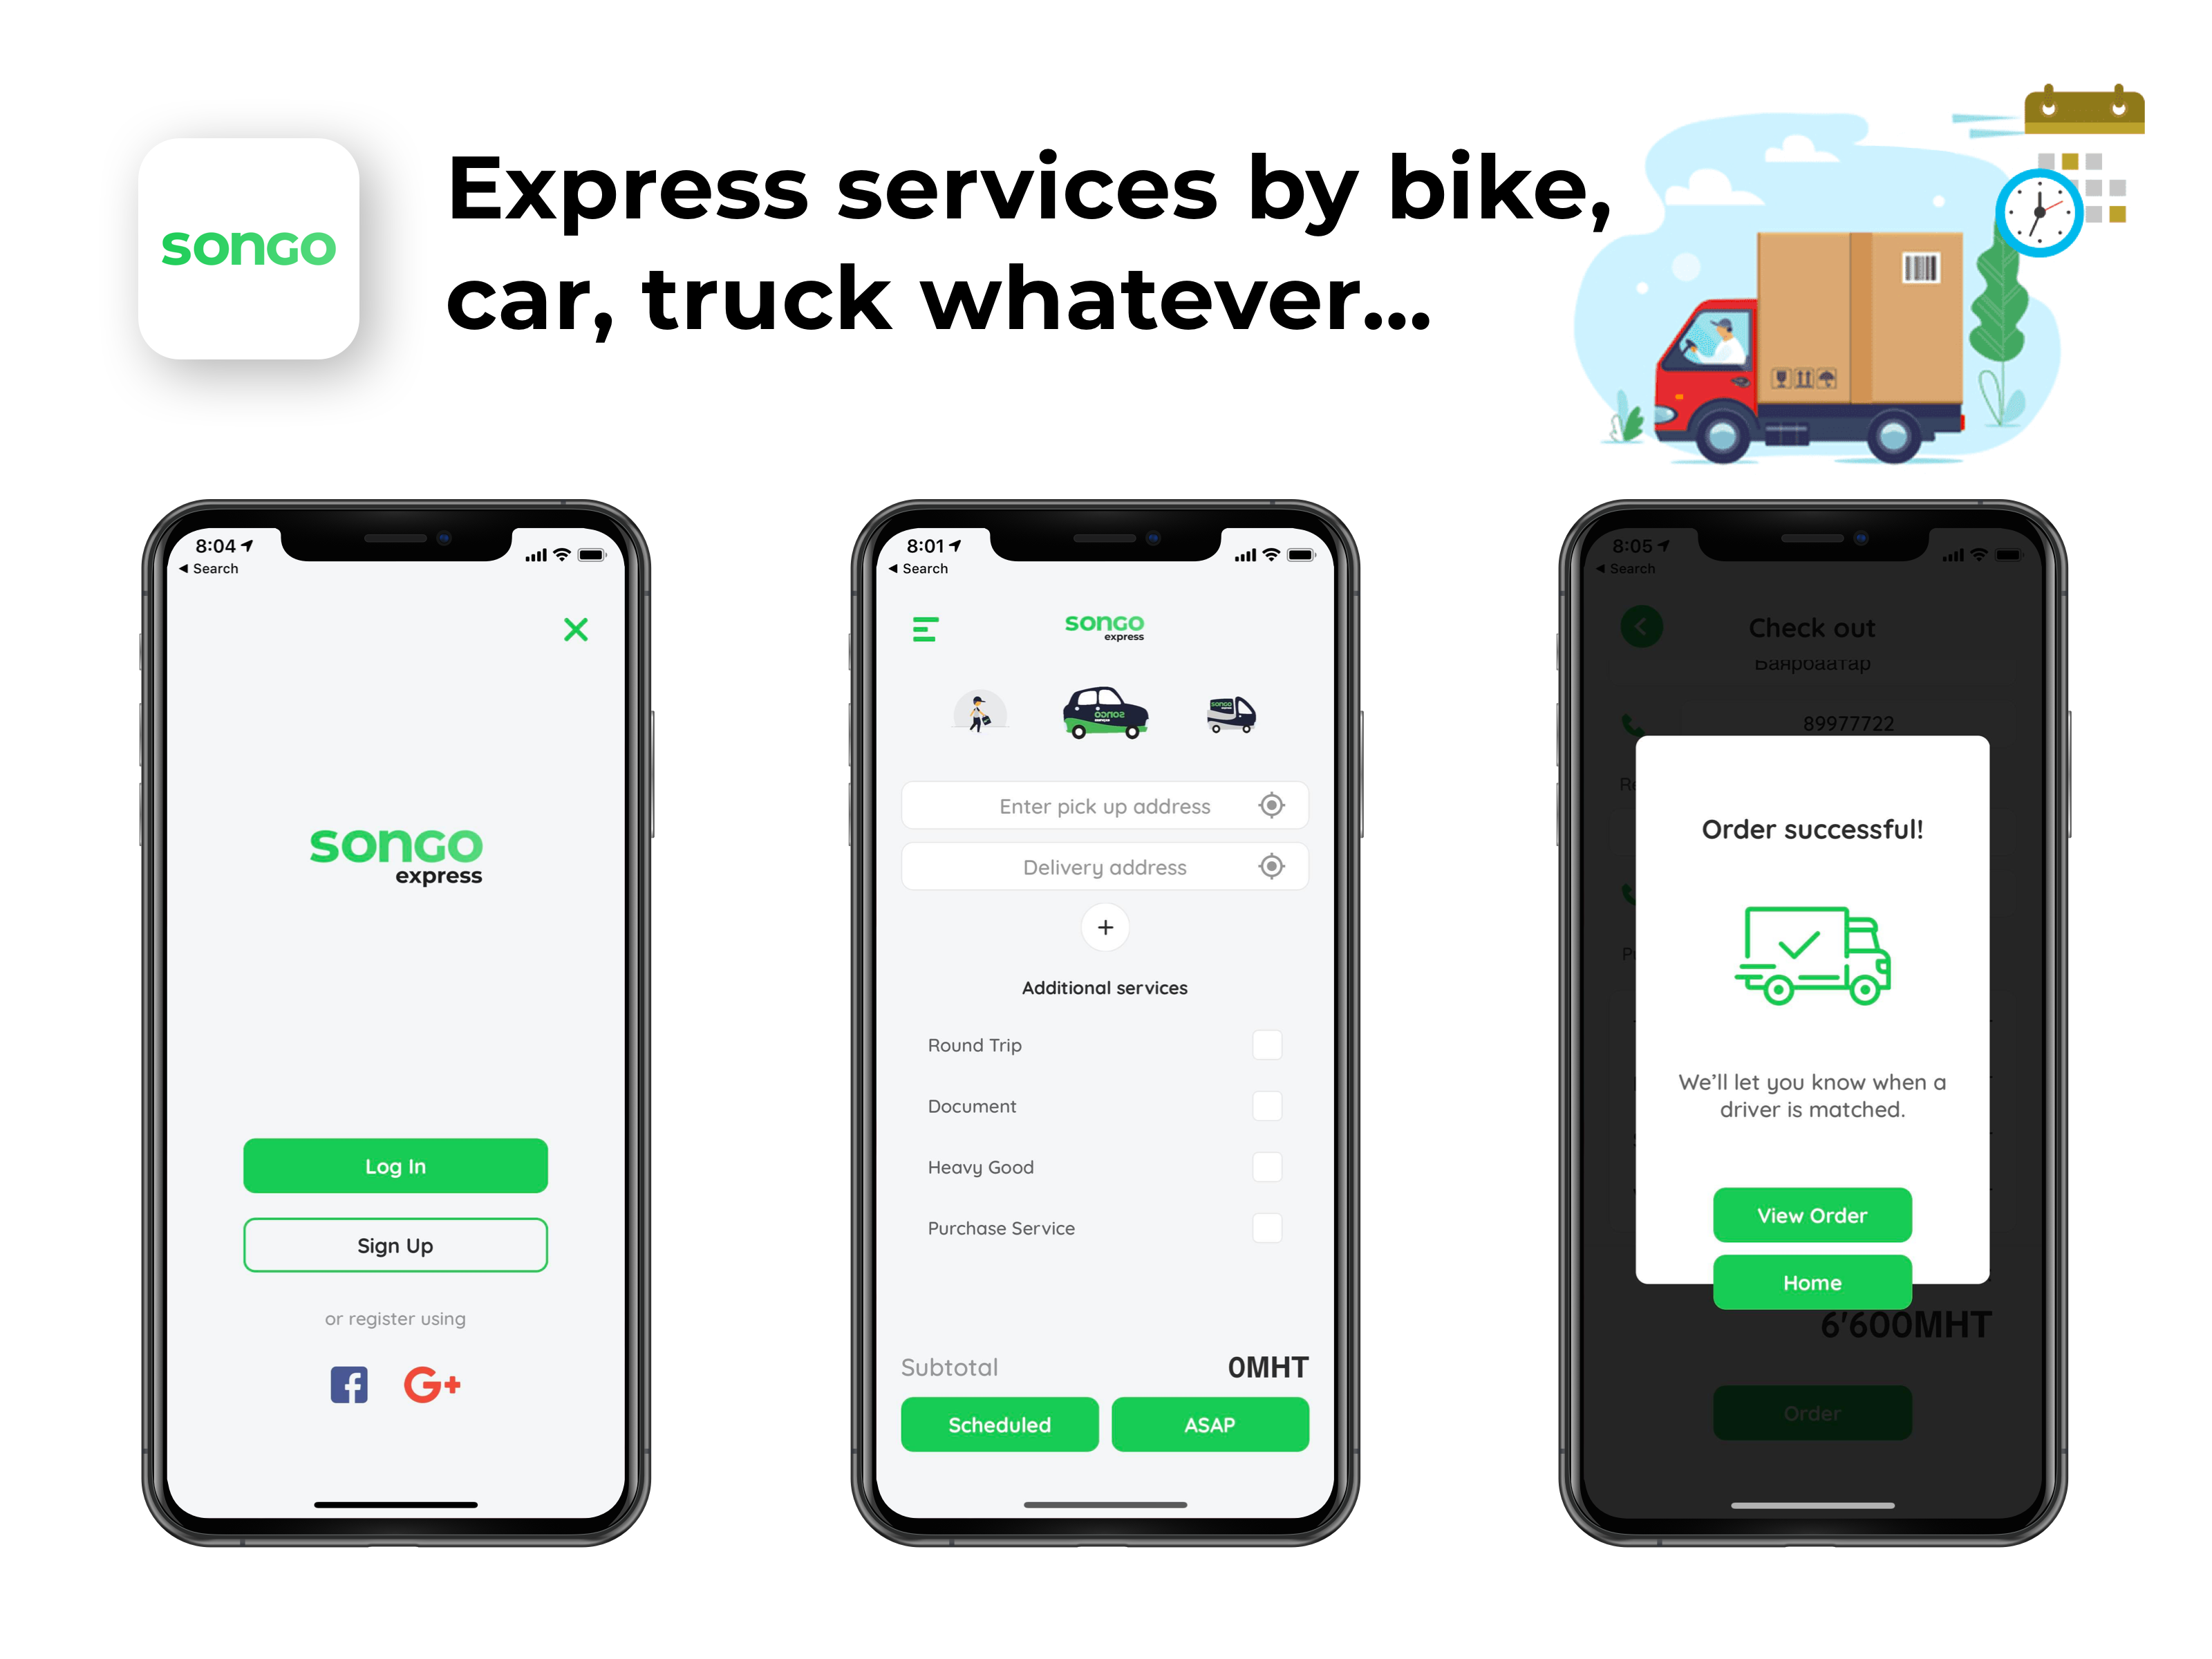 songo
Express services by bike,
car, truck whatever...
8:04
Search
songo
express
Log In
Sign Up
or register using
G+
8:01
Search
songo
express
songo
Enter pick up address
Delivery address
+
Additional services
Round Trip
Document
Heavy Good
Purchase Service
Subtotal
0MHT
Scheduled
ASAP
8:05
Search
Check out
Баярбаатар
89977722
Order successful!
We'll let you know when a
driver is matched.
View Order
Home
6'600MHT
Order